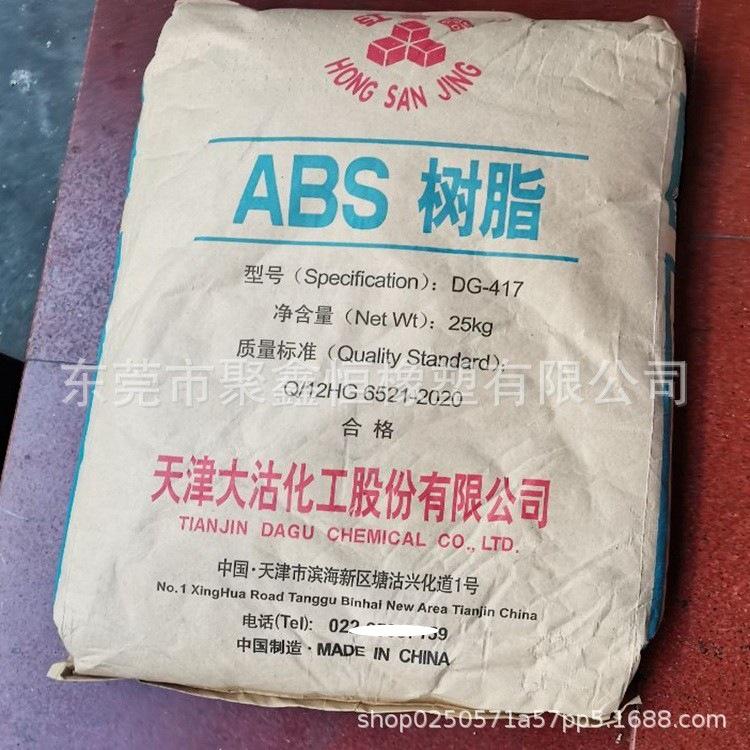 HONG SAN JING
ABS 树脂
型号（Specification）：DG-417
净含量（Net Wt）：25kg
质量标准（Quality Standard）：
东莞市聚鑫恒橡塑有限公司
Q/12HG 6521-2020
合格
天津大沽化工股份有限公司
TIANJIN DAGU CHEMICAL CO., LTD.
中国·天津市滨海新区塘沽兴化道1号
No.1 XingHua Road Tanggu Binhai New Area Tianjin China
电话(Tel): 022
中国制造·MADE IN CHINA
shop0250571a57pp5.1688.com